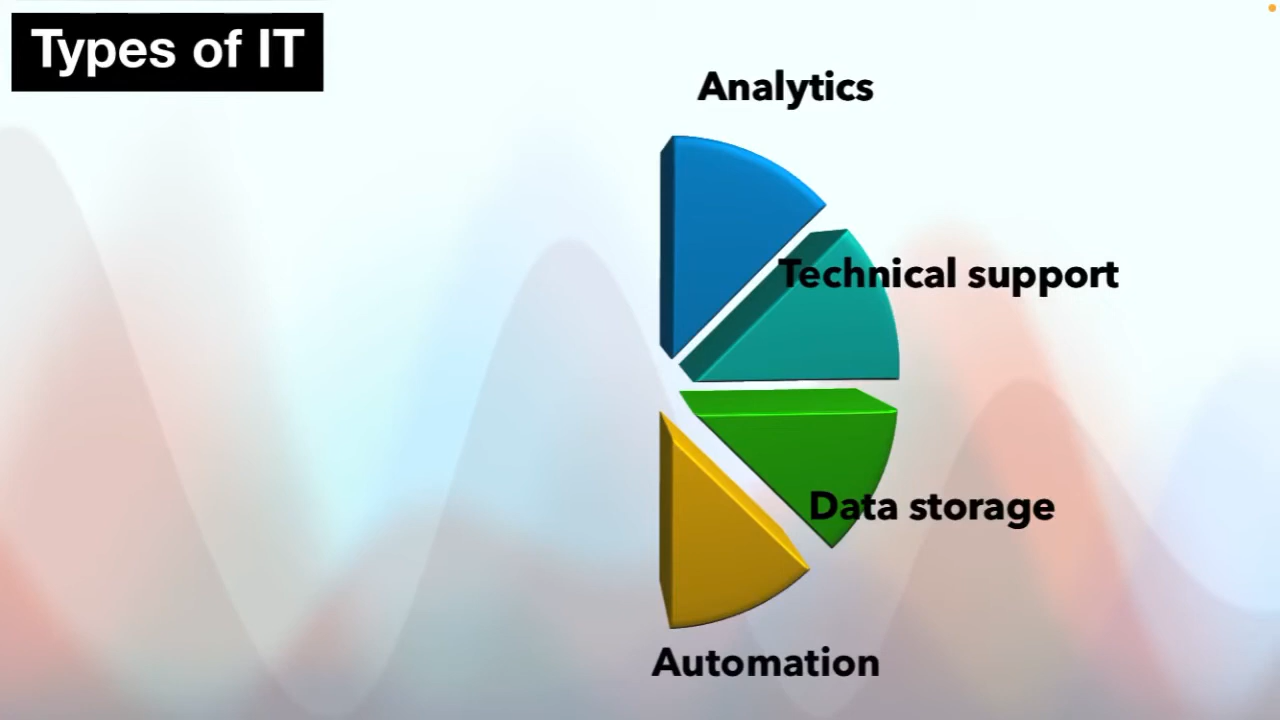 Types of IT
Analytics
Technical support
Data storage
Automation